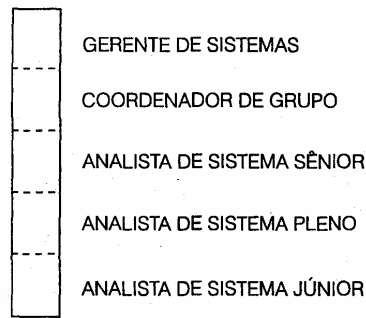 GERENTE DE SISTEMAS
COORDENADOR DE GRUPO
ANALISTA DE SISTEMA SÊNIOR
ANALISTA DE SISTEMA PLENO
ANALISTA DE SISTEMA JÚNIOR